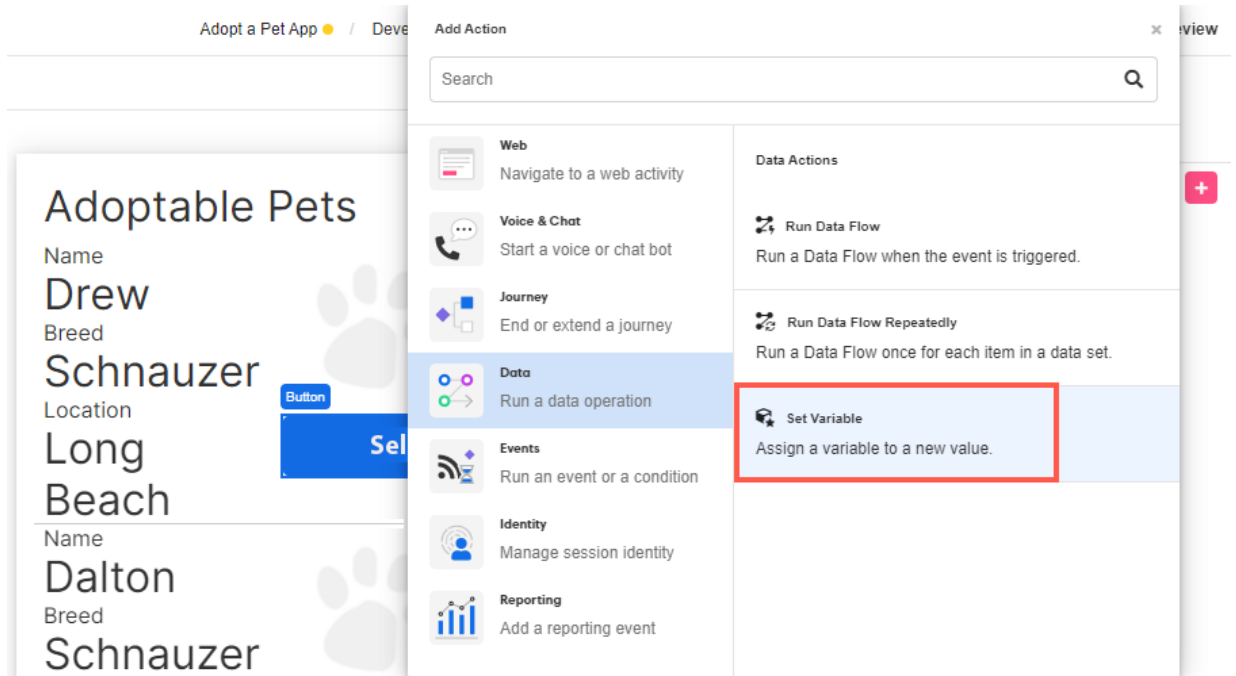 Adopt a Pet App / Deve
Add Action
×
eview
Search
Adoptable Pets
Name
Drew
Breed
Schnauzer
Location
Long
Beach
Button
Sel
Name
Dalton
Breed
Schnauzer
Web
Navigate to a web activity
Voice & Chat
Start a voice or chat bot
Journey
End or extend a journey
Data
Run a data operation
Events
Run an event or a condition
Identity
Manage session identity
Reporting
Add a reporting event
Data Actions
Run Data Flow
Run a Data Flow when the event is triggered.
Run Data Flow Repeatedly
Run a Data Flow once for each item in a data set.
Set Variable
Assign a variable to a new value.
+